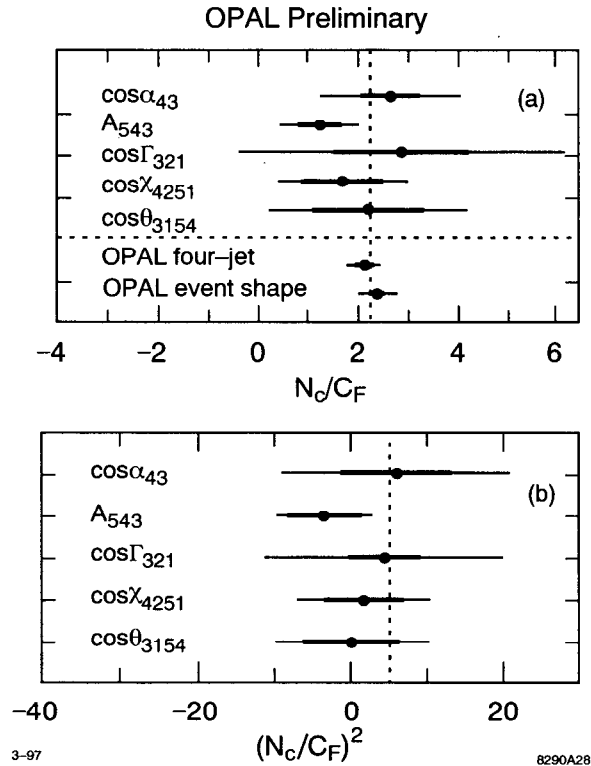 OPAL Preliminary
(a)
cosα43
A543
cosΓ321
cosχ4251
cosθ3154
OPAL four–jet
OPAL event shape
−4 −2 0 2 4 6
Nc/CF
(b)
cosα43
A543
cosΓ321
cosχ4251
cosθ3154
−40 −20 0 20
(Nc/CF)2
3–97 8290A28